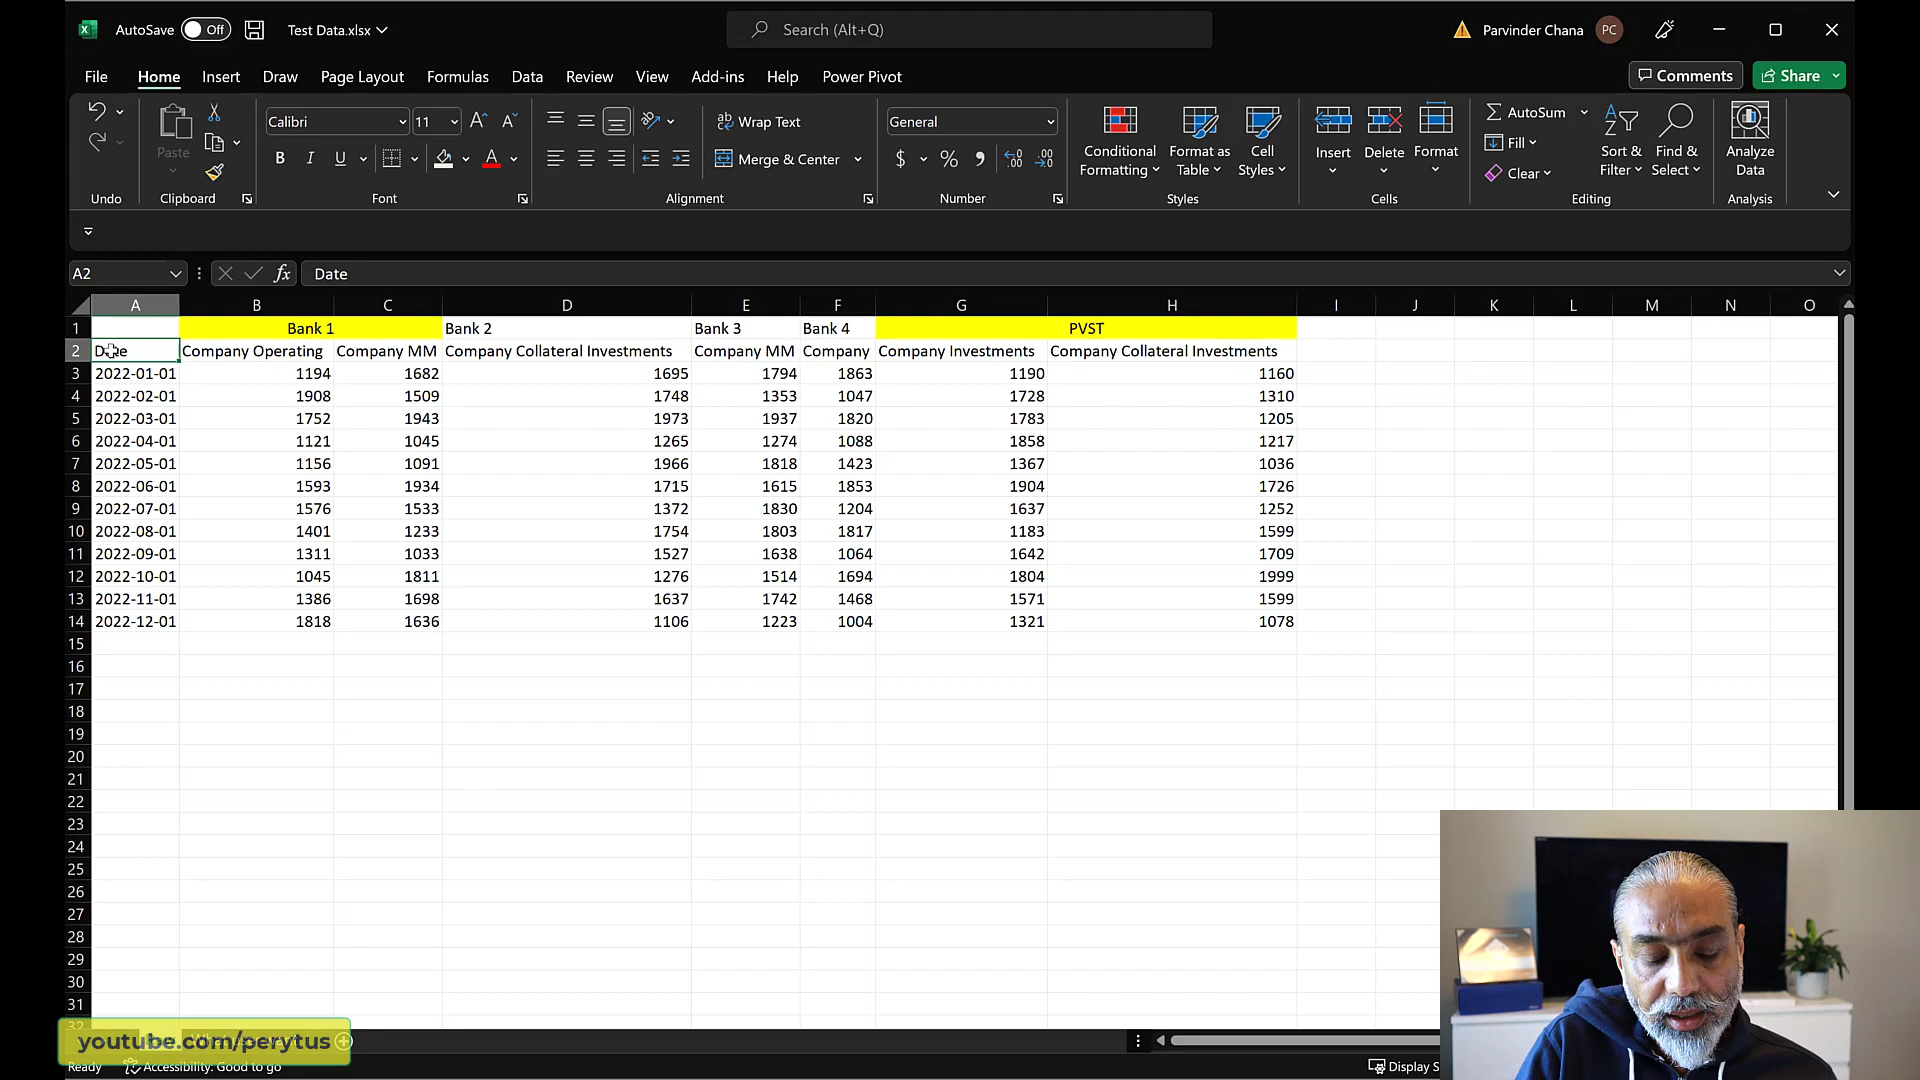 AutoSave Off Test Data.xlsx Search (Alt+Q) Parvinder Chana PC
File Home Insert Draw Page Layout Formulas Data Review View Add-ins Help Power Pivot Comments Share
Calibri 11 Wrap Text General AutoSum
Paste Conditional Formatting Format as Table Cell Styles Insert Delete Format Fill Sort & Filter Find & Select Analyze Data
B I U A Merge & Center $ % Clear
Undo Clipboard Font Alignment Number Styles Cells Editing Analysis
A2 fx Date
A B C D E F G H I J K L M N O
1 Bank 1 Bank 2 Bank 3 Bank 4 PVST
2 Date Company Operating Company MM Company Collateral Investments Company MM Company Company Investments Company Collateral Investments
3 2022-01-01 1194 1682 1695 1794 1863 1190 1160
4 2022-02-01 1908 1509 1748 1353 1047 1728 1310
5 2022-03-01 1752 1943 1973 1937 1820 1783 1205
6 2022-04-01 1121 1045 1265 1274 1088 1858 1217
7 2022-05-01 1156 1091 1966 1818 1423 1367 1036
8 2022-06-01 1593 1934 1715 1615 1853 1904 1726
9 2022-07-01 1576 1533 1372 1830 1204 1637 1252
10 2022-08-01 1401 1233 1754 1803 1817 1183 1599
11 2022-09-01 1311 1033 1527 1638 1064 1642 1709
12 2022-10-01 1045 1811 1276 1514 1694 1804 1999
13 2022-11-01 1386 1698 1637 1742 1468 1571 1599
14 2022-12-01 1818 1636 1106 1223 1004 1321 1078
15
16
17
18
19
20
21
22
23
24
25
26
27
28
29
30
31
32
youtube.com/perytus
Ready Accessibility: Good to go Display S